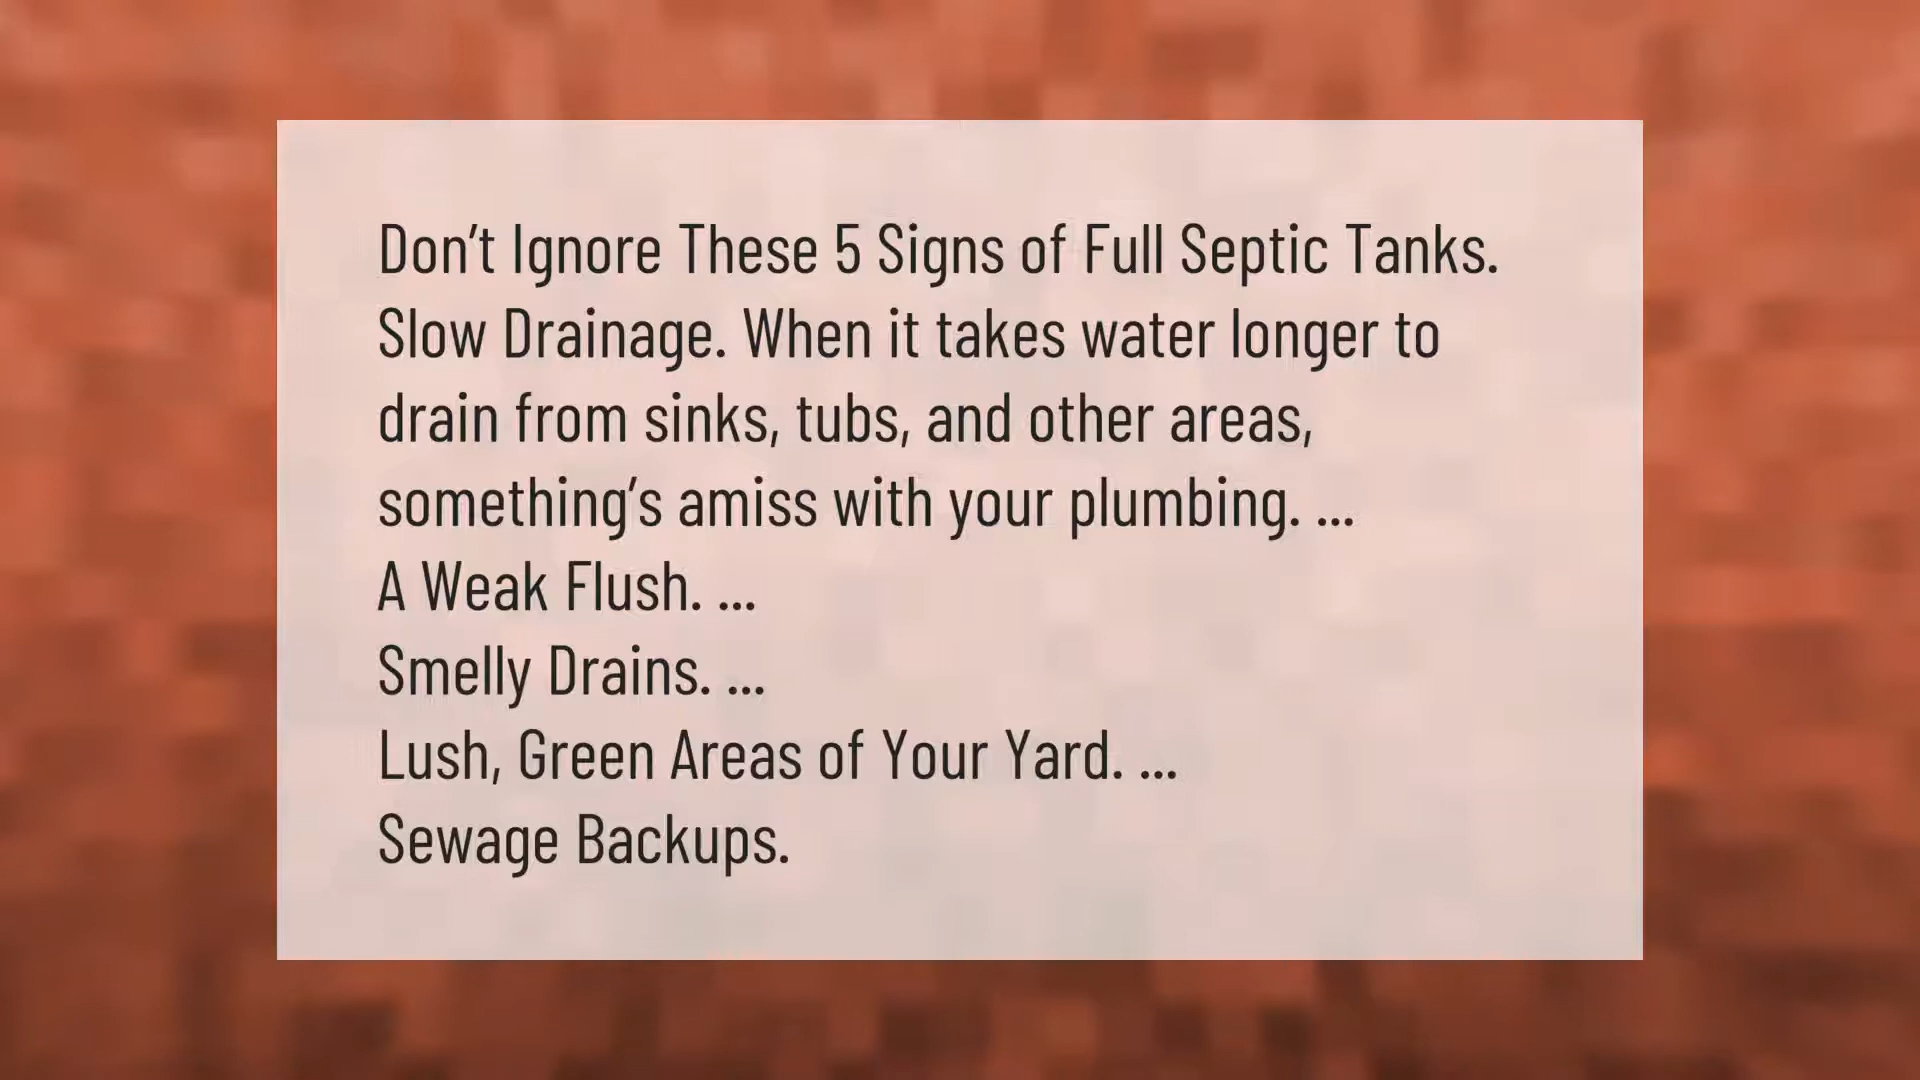 Don’t Ignore These 5 Signs of Full Septic Tanks.
Slow Drainage. When it takes water longer to
drain from sinks, tubs, and other areas,
something’s amiss with your plumbing. ...
A Weak Flush. ...
Smelly Drains. ...
Lush, Green Areas of Your Yard. ...
Sewage Backups.